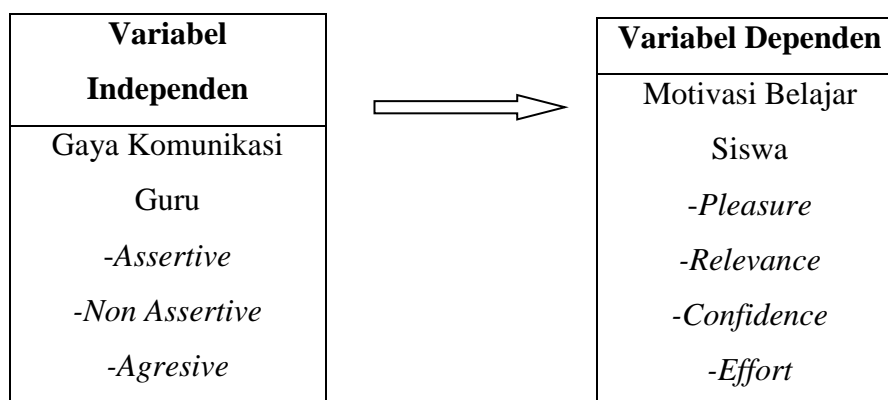 Variabel
Independen
Gaya Komunikasi
Guru
-Assertive
-Non Assertive
-Agresive
Variabel Dependen
Motivasi Belajar
Siswa
-Pleasure
-Relevance
-Confidence
-Effort